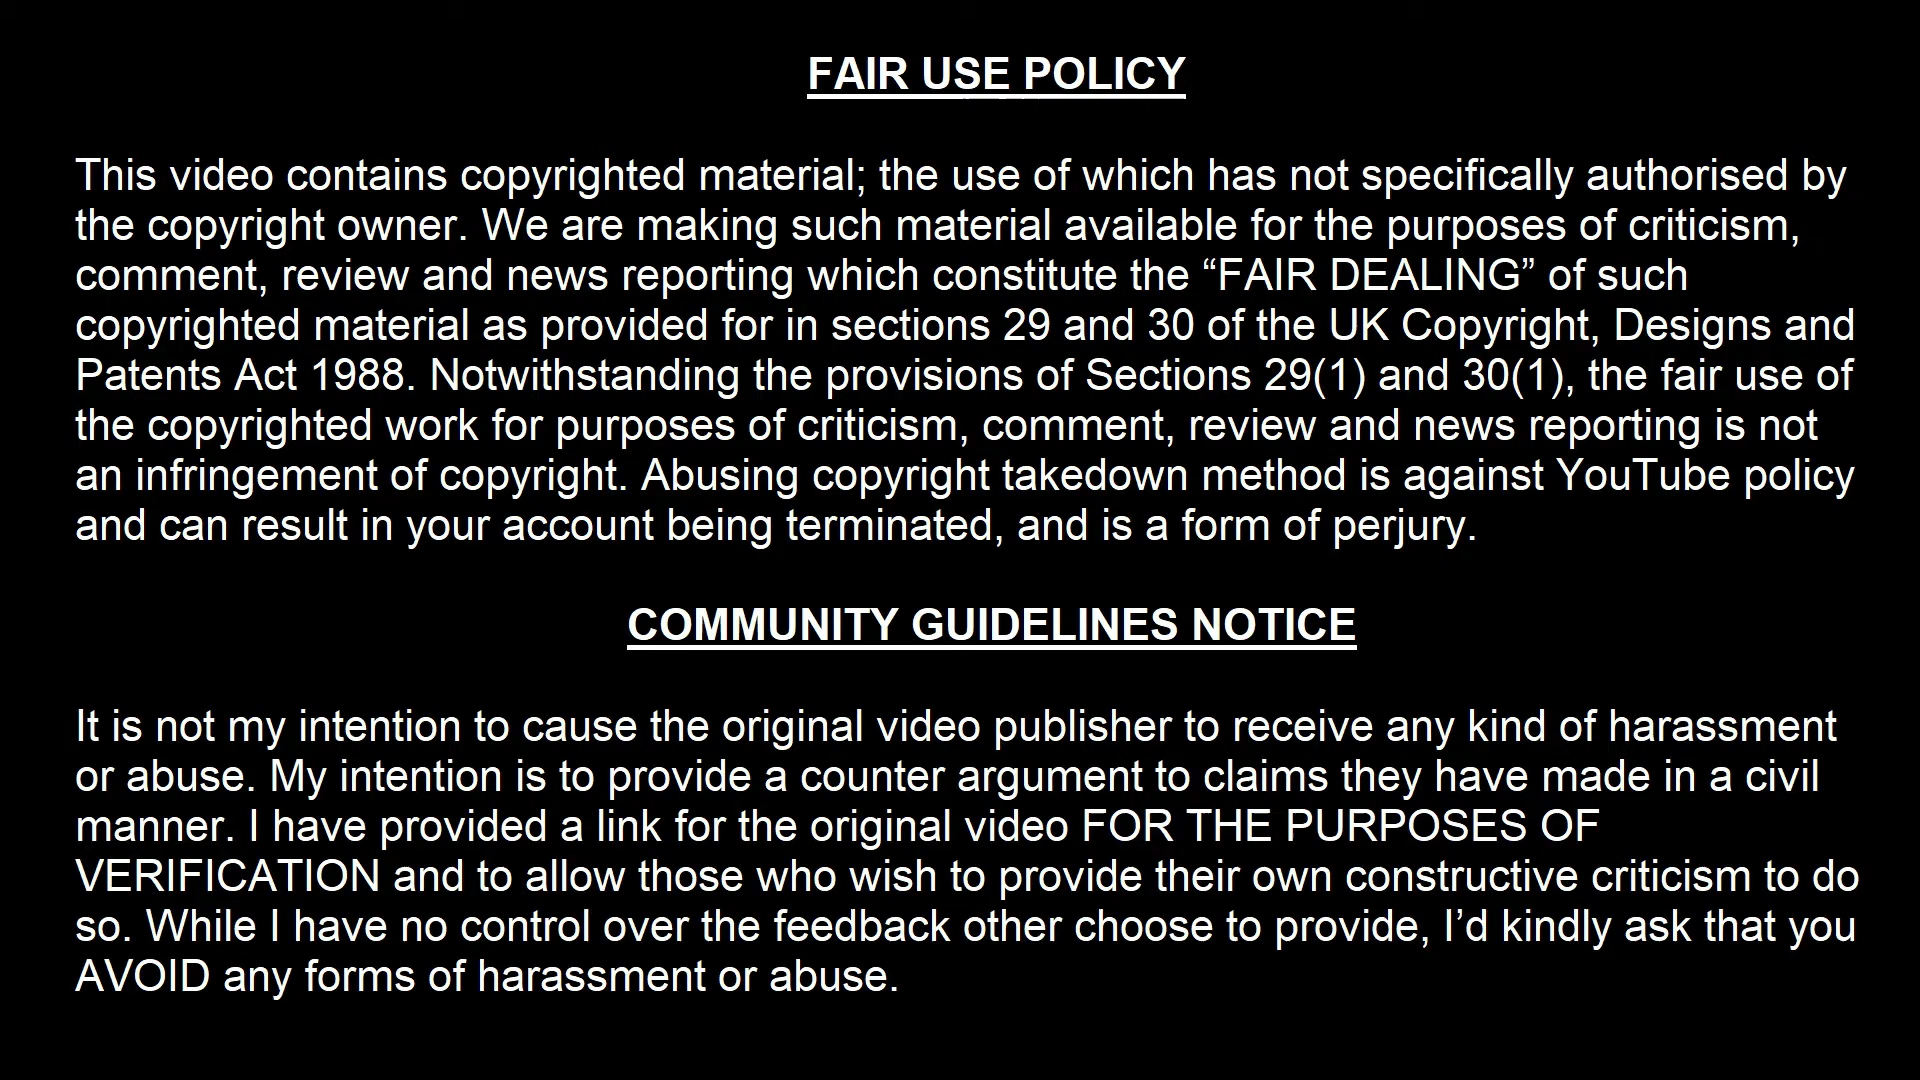 FAIR USE POLICY
This video contains copyrighted material; the use of which has not specifically authorised by
the copyright owner. We are making such material available for the purposes of criticism,
comment, review and news reporting which constitute the “FAIR DEALING” of such
copyrighted material as provided for in sections 29 and 30 of the UK Copyright, Designs and
Patents Act 1988. Notwithstanding the provisions of Sections 29(1) and 30(1), the fair use of
the copyrighted work for purposes of criticism, comment, review and news reporting is not
an infringement of copyright. Abusing copyright takedown method is against YouTube policy
and can result in your account being terminated, and is a form of perjury.
COMMUNITY GUIDELINES NOTICE
It is not my intention to cause the original video publisher to receive any kind of harassment
or abuse. My intention is to provide a counter argument to claims they have made in a civil
manner. I have provided a link for the original video FOR THE PURPOSES OF
VERIFICATION and to allow those who wish to provide their own constructive criticism to do
so. While I have no control over the feedback other choose to provide, I’d kindly ask that you
AVOID any forms of harassment or abuse.